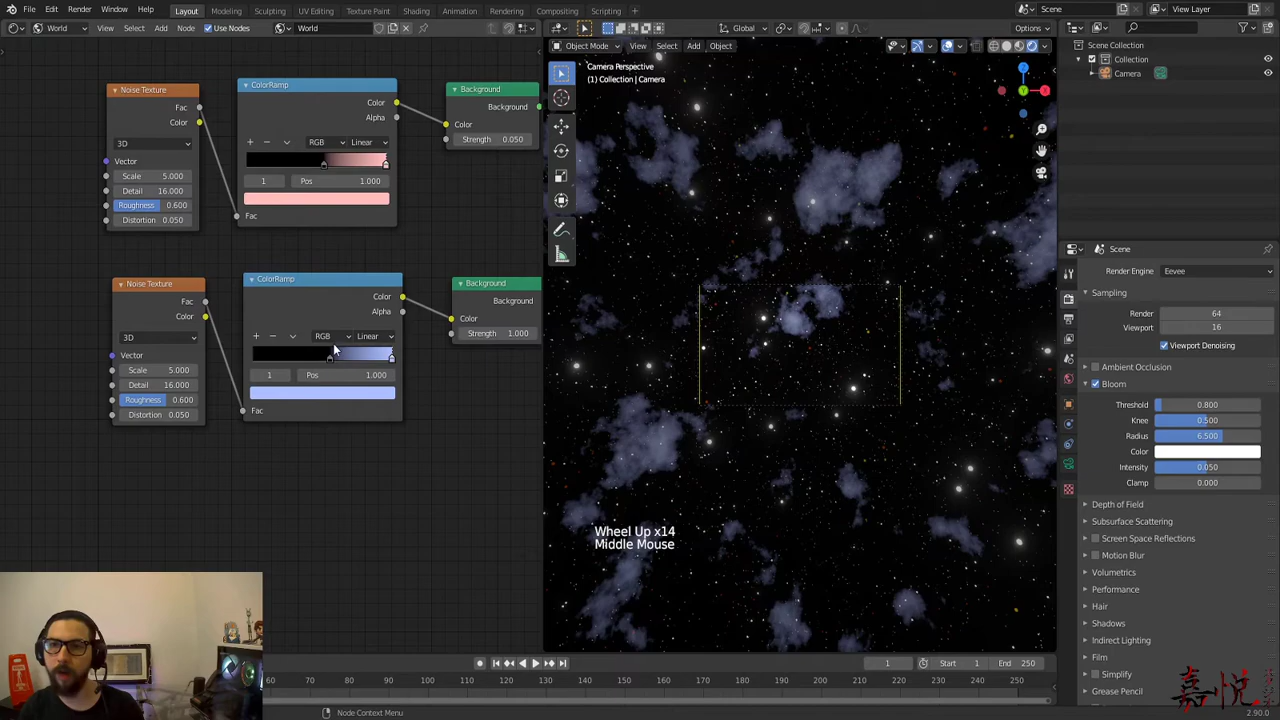 File Edit Render Window Help Layout Modeling Sculpting UV Editing Texture Paint Shading Animation Rendering Compositing Scripting + Scene View Layer
World View Select Add Node Use Nodes World
Global Options
Object Mode View Select Add Object
Camera Perspective
(1) Collection | Camera
Z
X
Y
Scene Collection
Collection
Camera
Noise Texture
Fac
Color
3D
Vector
Scale 5.000
Detail 16.000
Roughness 0.600
Distortion 0.050
ColorRamp
Color
Alpha
RGB Linear
1 Pos 1.000
Fac
Background
Background
Color
Strength 0.050
Noise Texture
Fac
Color
3D
Vector
Scale 5.000
Detail 16.000
Roughness 0.600
Distortion 0.050
ColorRamp
Color
Alpha
RGB Linear
1 Pos 1.000
Fac
Background
Background
Color
Strength 1.000
Wheel Up x14
Middle Mouse
Scene
Render Engine Eevee
Sampling
Render 64
Viewport 16
Viewport Denoising
Ambient Occlusion
Bloom
Threshold 0.800
Knee 0.500
Radius 6.500
Color
Intensity 0.050
Clamp 0.000
Depth of Field
Subsurface Scattering
Screen Space Reflections
Motion Blur
Volumetrics
Performance
Hair
Shadows
Indirect Lighting
Film
Simplify
Grease Pencil
嘉悦
1 Start 1 End 250
60 70 80 90 100 110 120 130 140 150 160 170 180 190 200 210 220 230 240 250
Node Context Menu
2.90.0